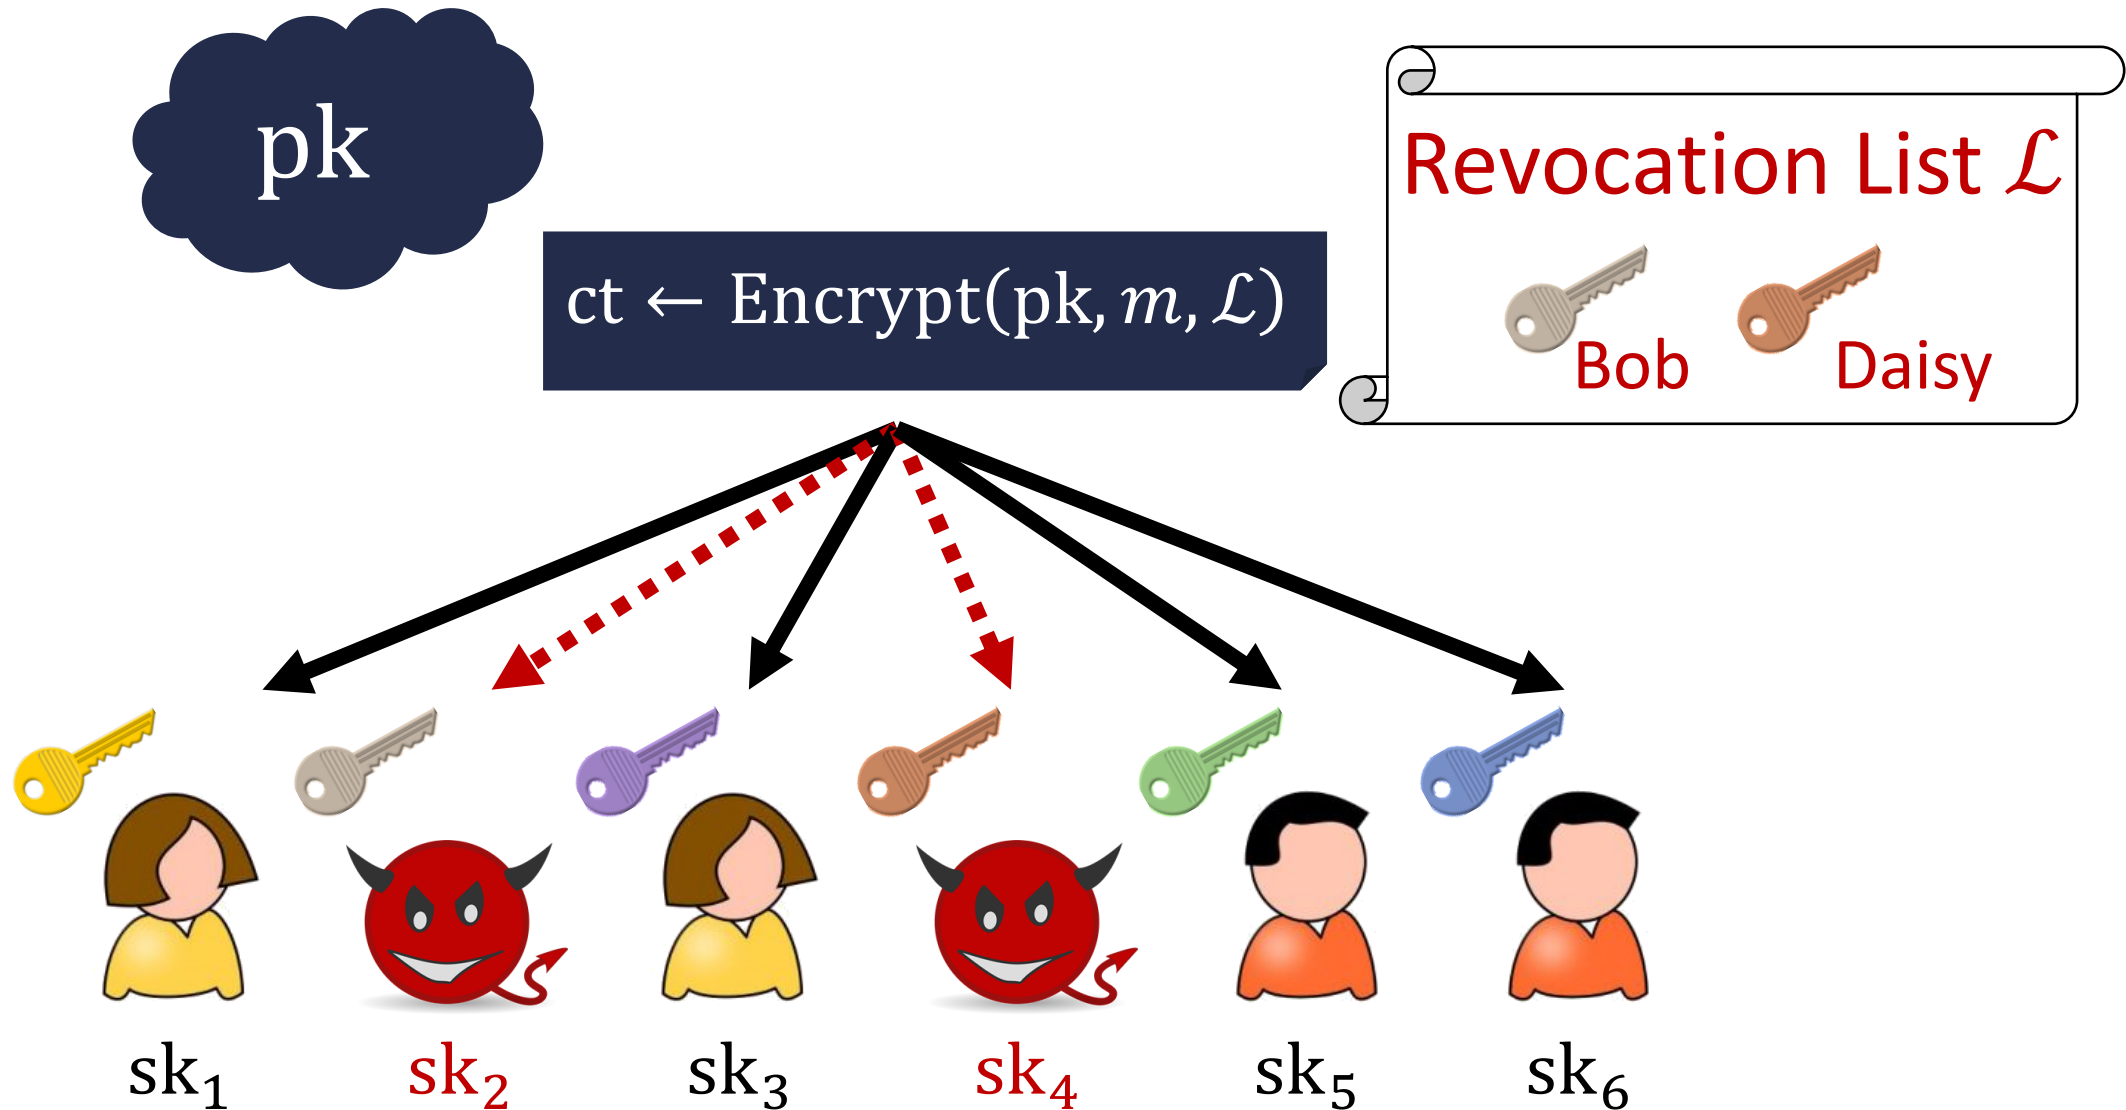 pk
Revocation List ℒ
ct ← Encrypt(pk, m, ℒ)
Bob
Daisy
sk₁
sk₂
sk₃
sk₄
sk₅
sk₆